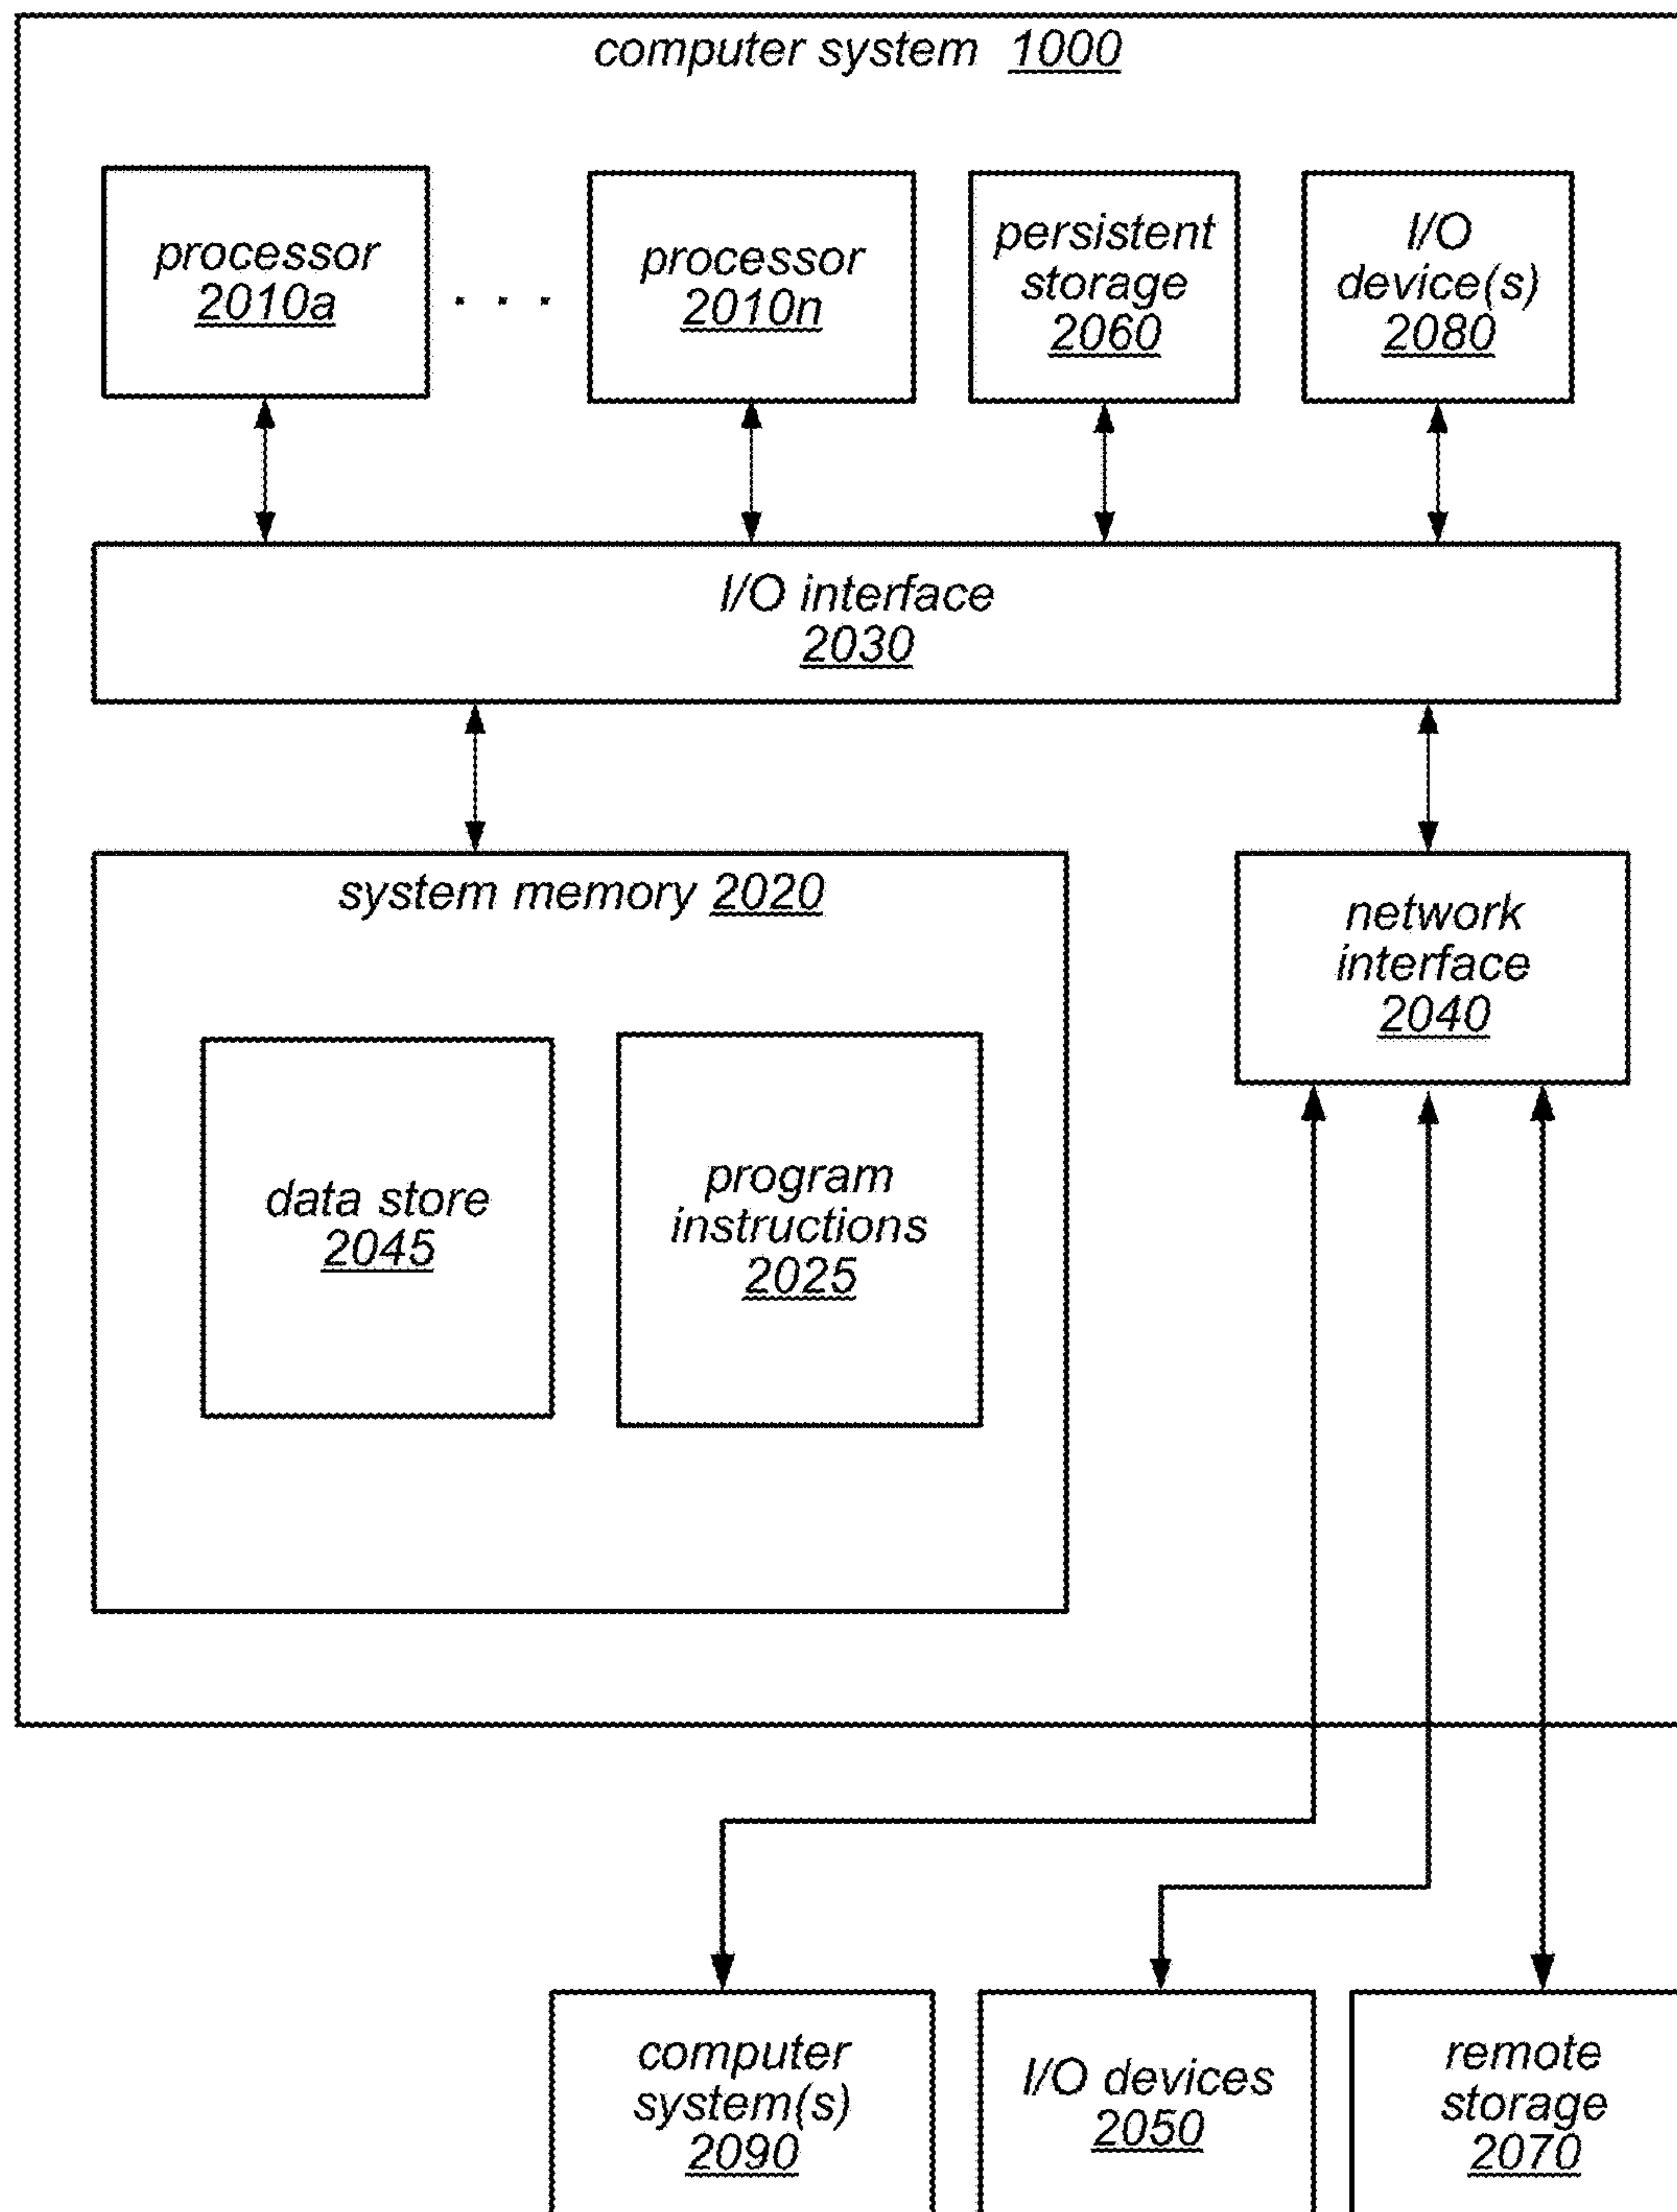 computer system 1000
processor
2010a
. . .
processor
2010n
persistent
storage
2060
I/O
device(s)
2080
I/O interface
2030
system memory 2020
data store
2045
program
instructions
2025
network
interface
2040
computer
system(s)
2090
I/O devices
2050
remote
storage
2070